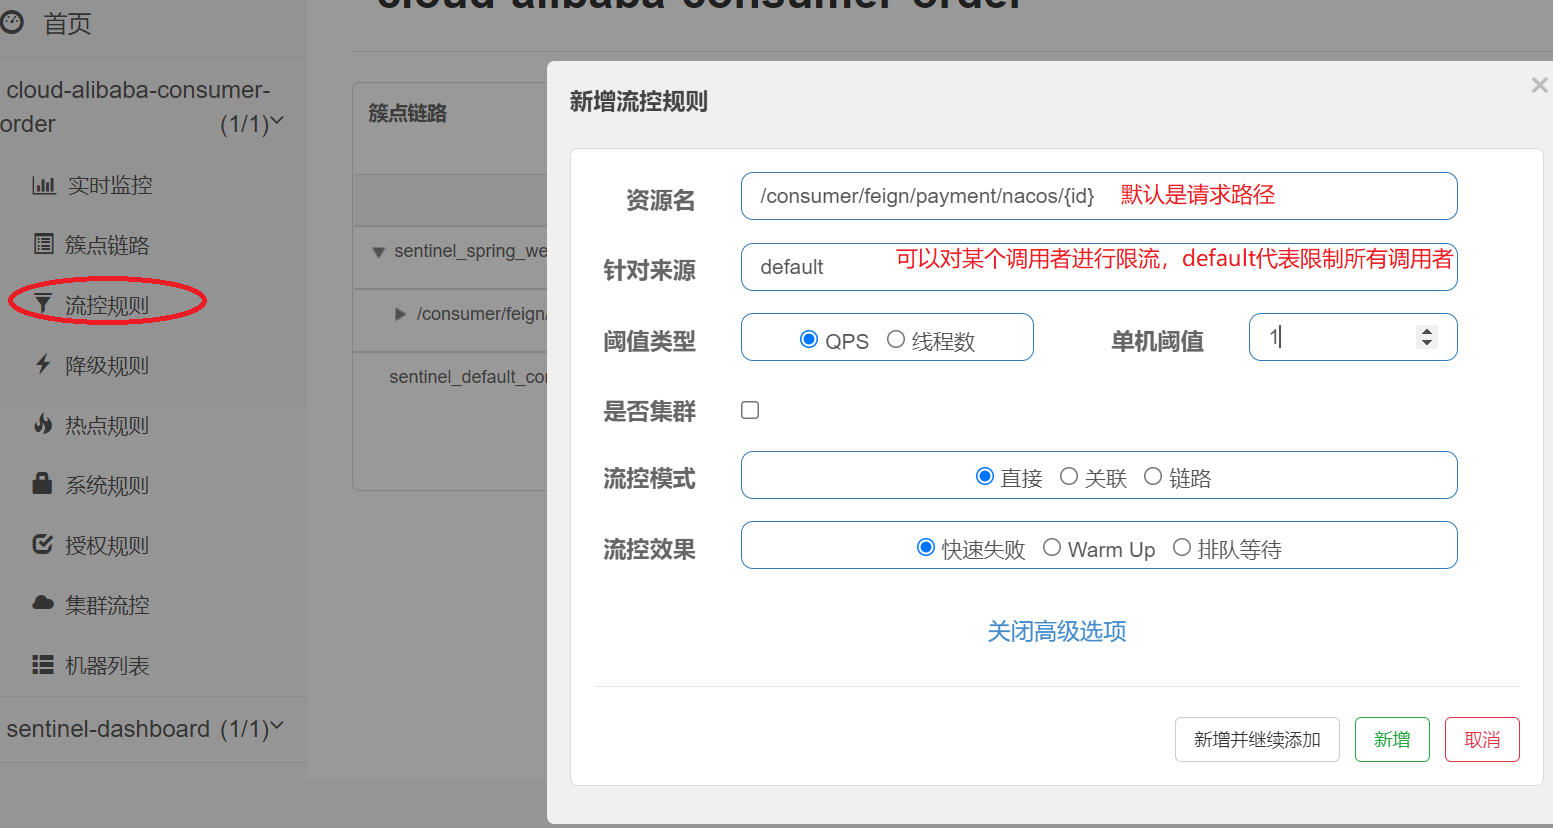 首页
cloud-alibaba-consumer-
order (1/1)
实时监控
簇点链路
流控规则
降级规则
热点规则
系统规则
授权规则
集群流控
机器列表
sentinel-dashboard (1/1)
cloud-alibaba-consumer-order
簇点链路
sentinel_spring_we
/consumer/feign/
sentinel_default_con
新增流控规则
×
资源名 /consumer/feign/payment/nacos/{id} 默认是请求路径
针对来源 default 可以对某个调用者进行限流，default代表限制所有调用者
阈值类型 QPS 线程数 单机阈值 1
是否集群
流控模式 直接 关联 链路
流控效果 快速失败 Warm Up 排队等待
关闭高级选项
新增并继续添加 新增 取消